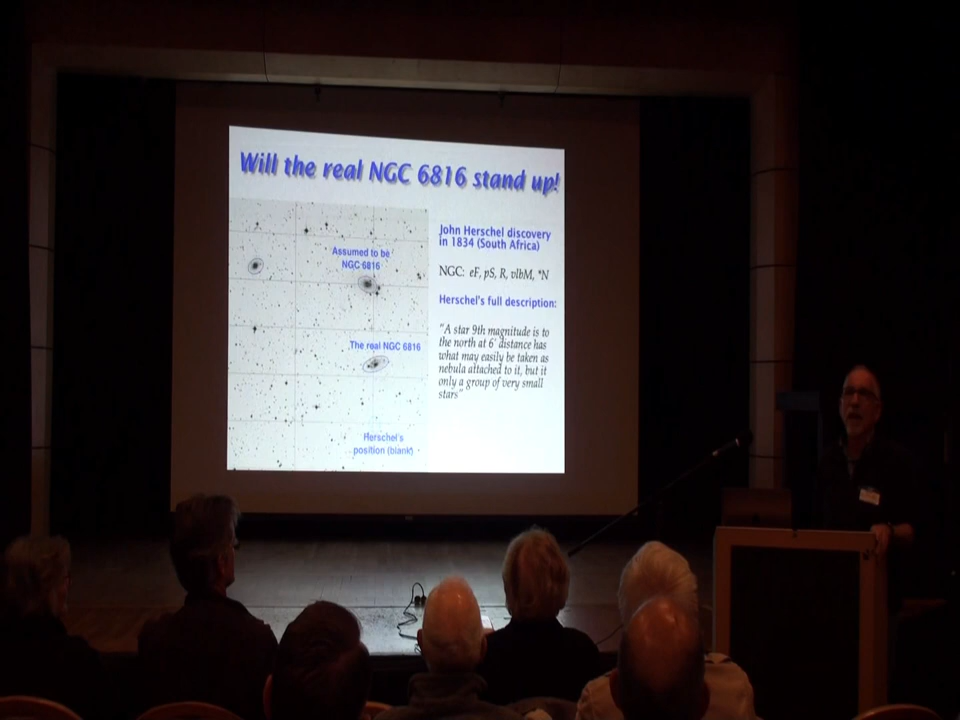 Will the real NGC 6816 stand up!
Assumed to be
NGC 6816
The real NGC 6816
Herschel's
position (blank)
John Herschel discovery
in 1834 (South Africa)
NGC: eF, pS, R, vlbM, *N
Herschel's full description:
"A star 9th magnitude is to
the north at 6' distance has
what may easily be taken as
nebula attached to it, but it
only a group of very small
stars"